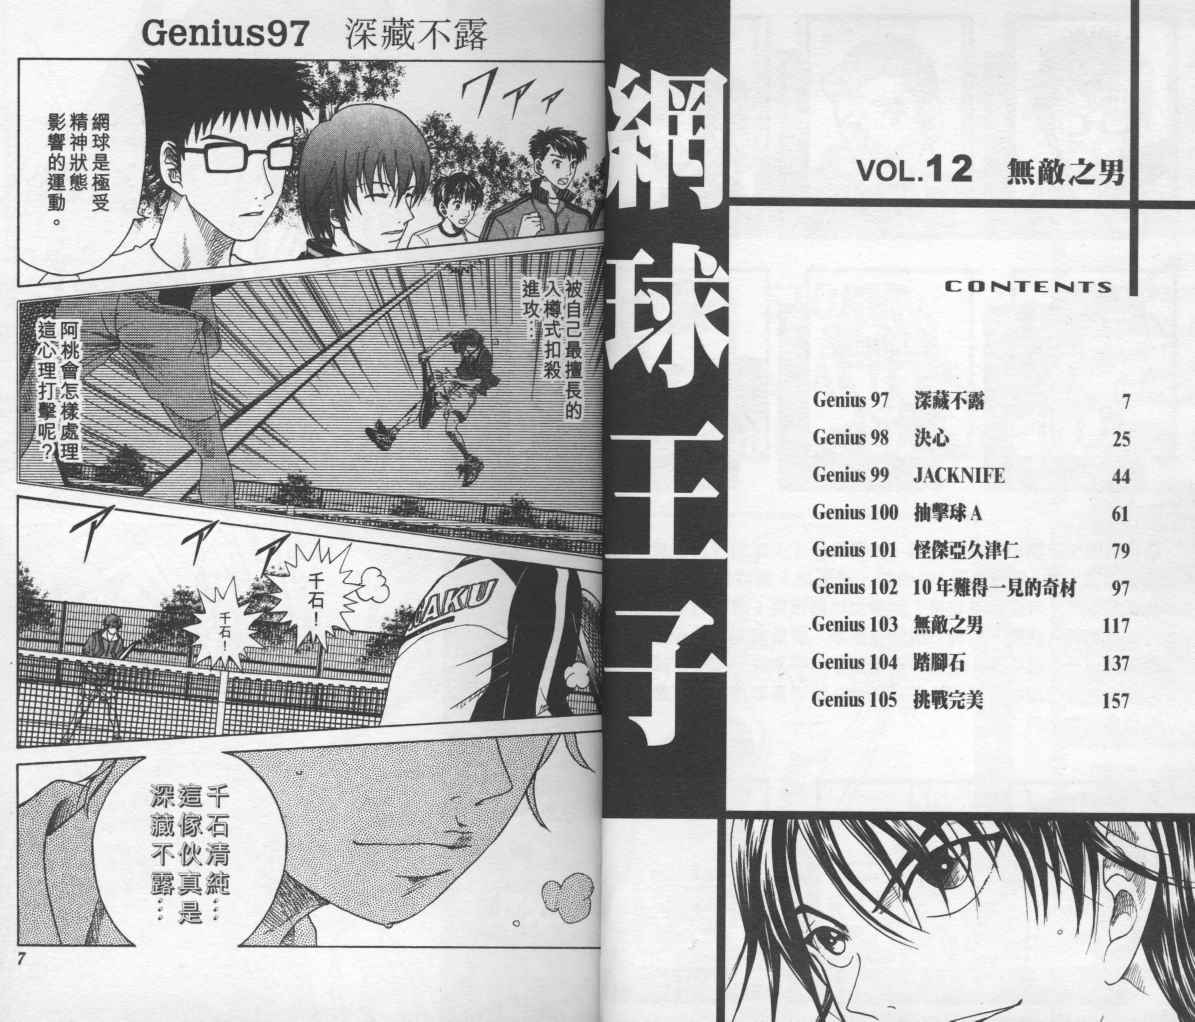 網球王子
VOL.12 無敵之男
CONTENTS
Genius 97 深藏不露 7
Genius 98 決心 25
Genius 99 JACKNIFE 44
Genius 100 抽擊球A 61
Genius 101 怪傑亞久津仁 79
Genius 102 10年難得一見的奇材 97
Genius 103 無敵之男 117
Genius 104 踏腳石 137
Genius 105 挑戰完美 157
Genius97 深藏不露
ワァァ
網球是極受
精神狀態
影響的運動。
被自己最擅長的
入樽式扣殺
進攻…
阿桃會怎樣處理
這心理打擊呢？
ァァァ
千石！
千石！
AKU
千石清純…
這傢伙真是
深藏不露…
7